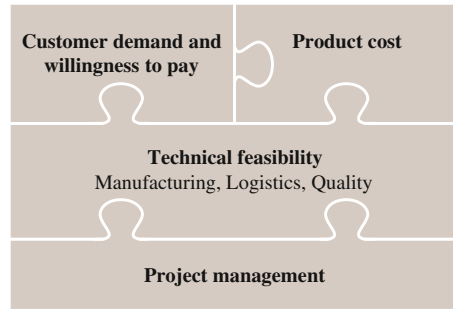 Customer demand and
willingness to pay
Product cost
Technical feasibility
Manufacturing, Logistics, Quality
Project management